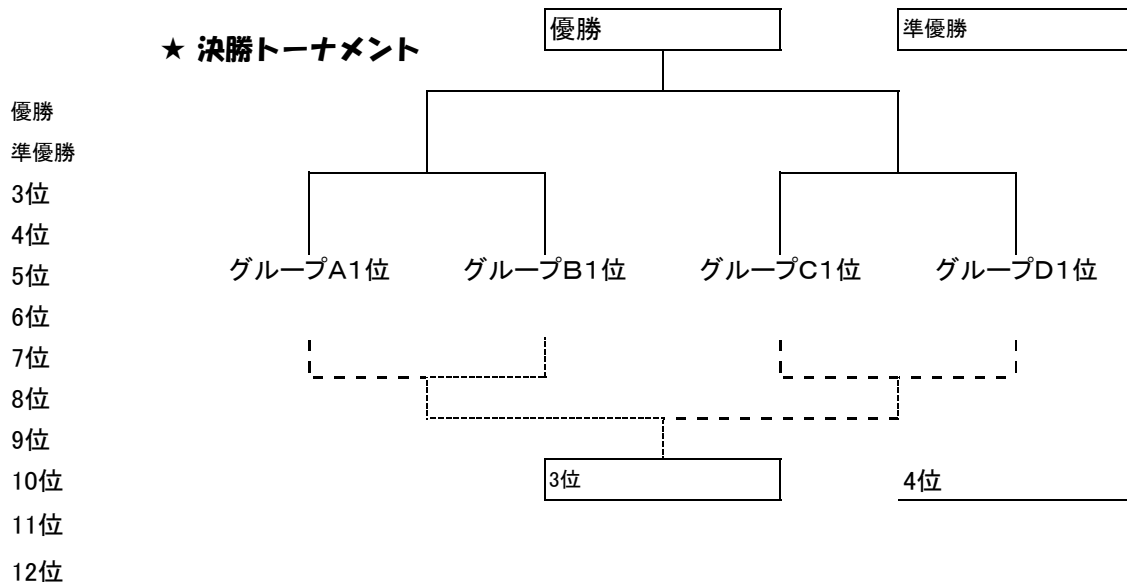 ★ 決勝トーナメント
優勝
準優勝
優勝
準優勝
3位
4位
5位
6位
7位
8位
9位
10位
11位
12位
グループA1位
グループB1位
グループC1位
グループD1位
3位
4位